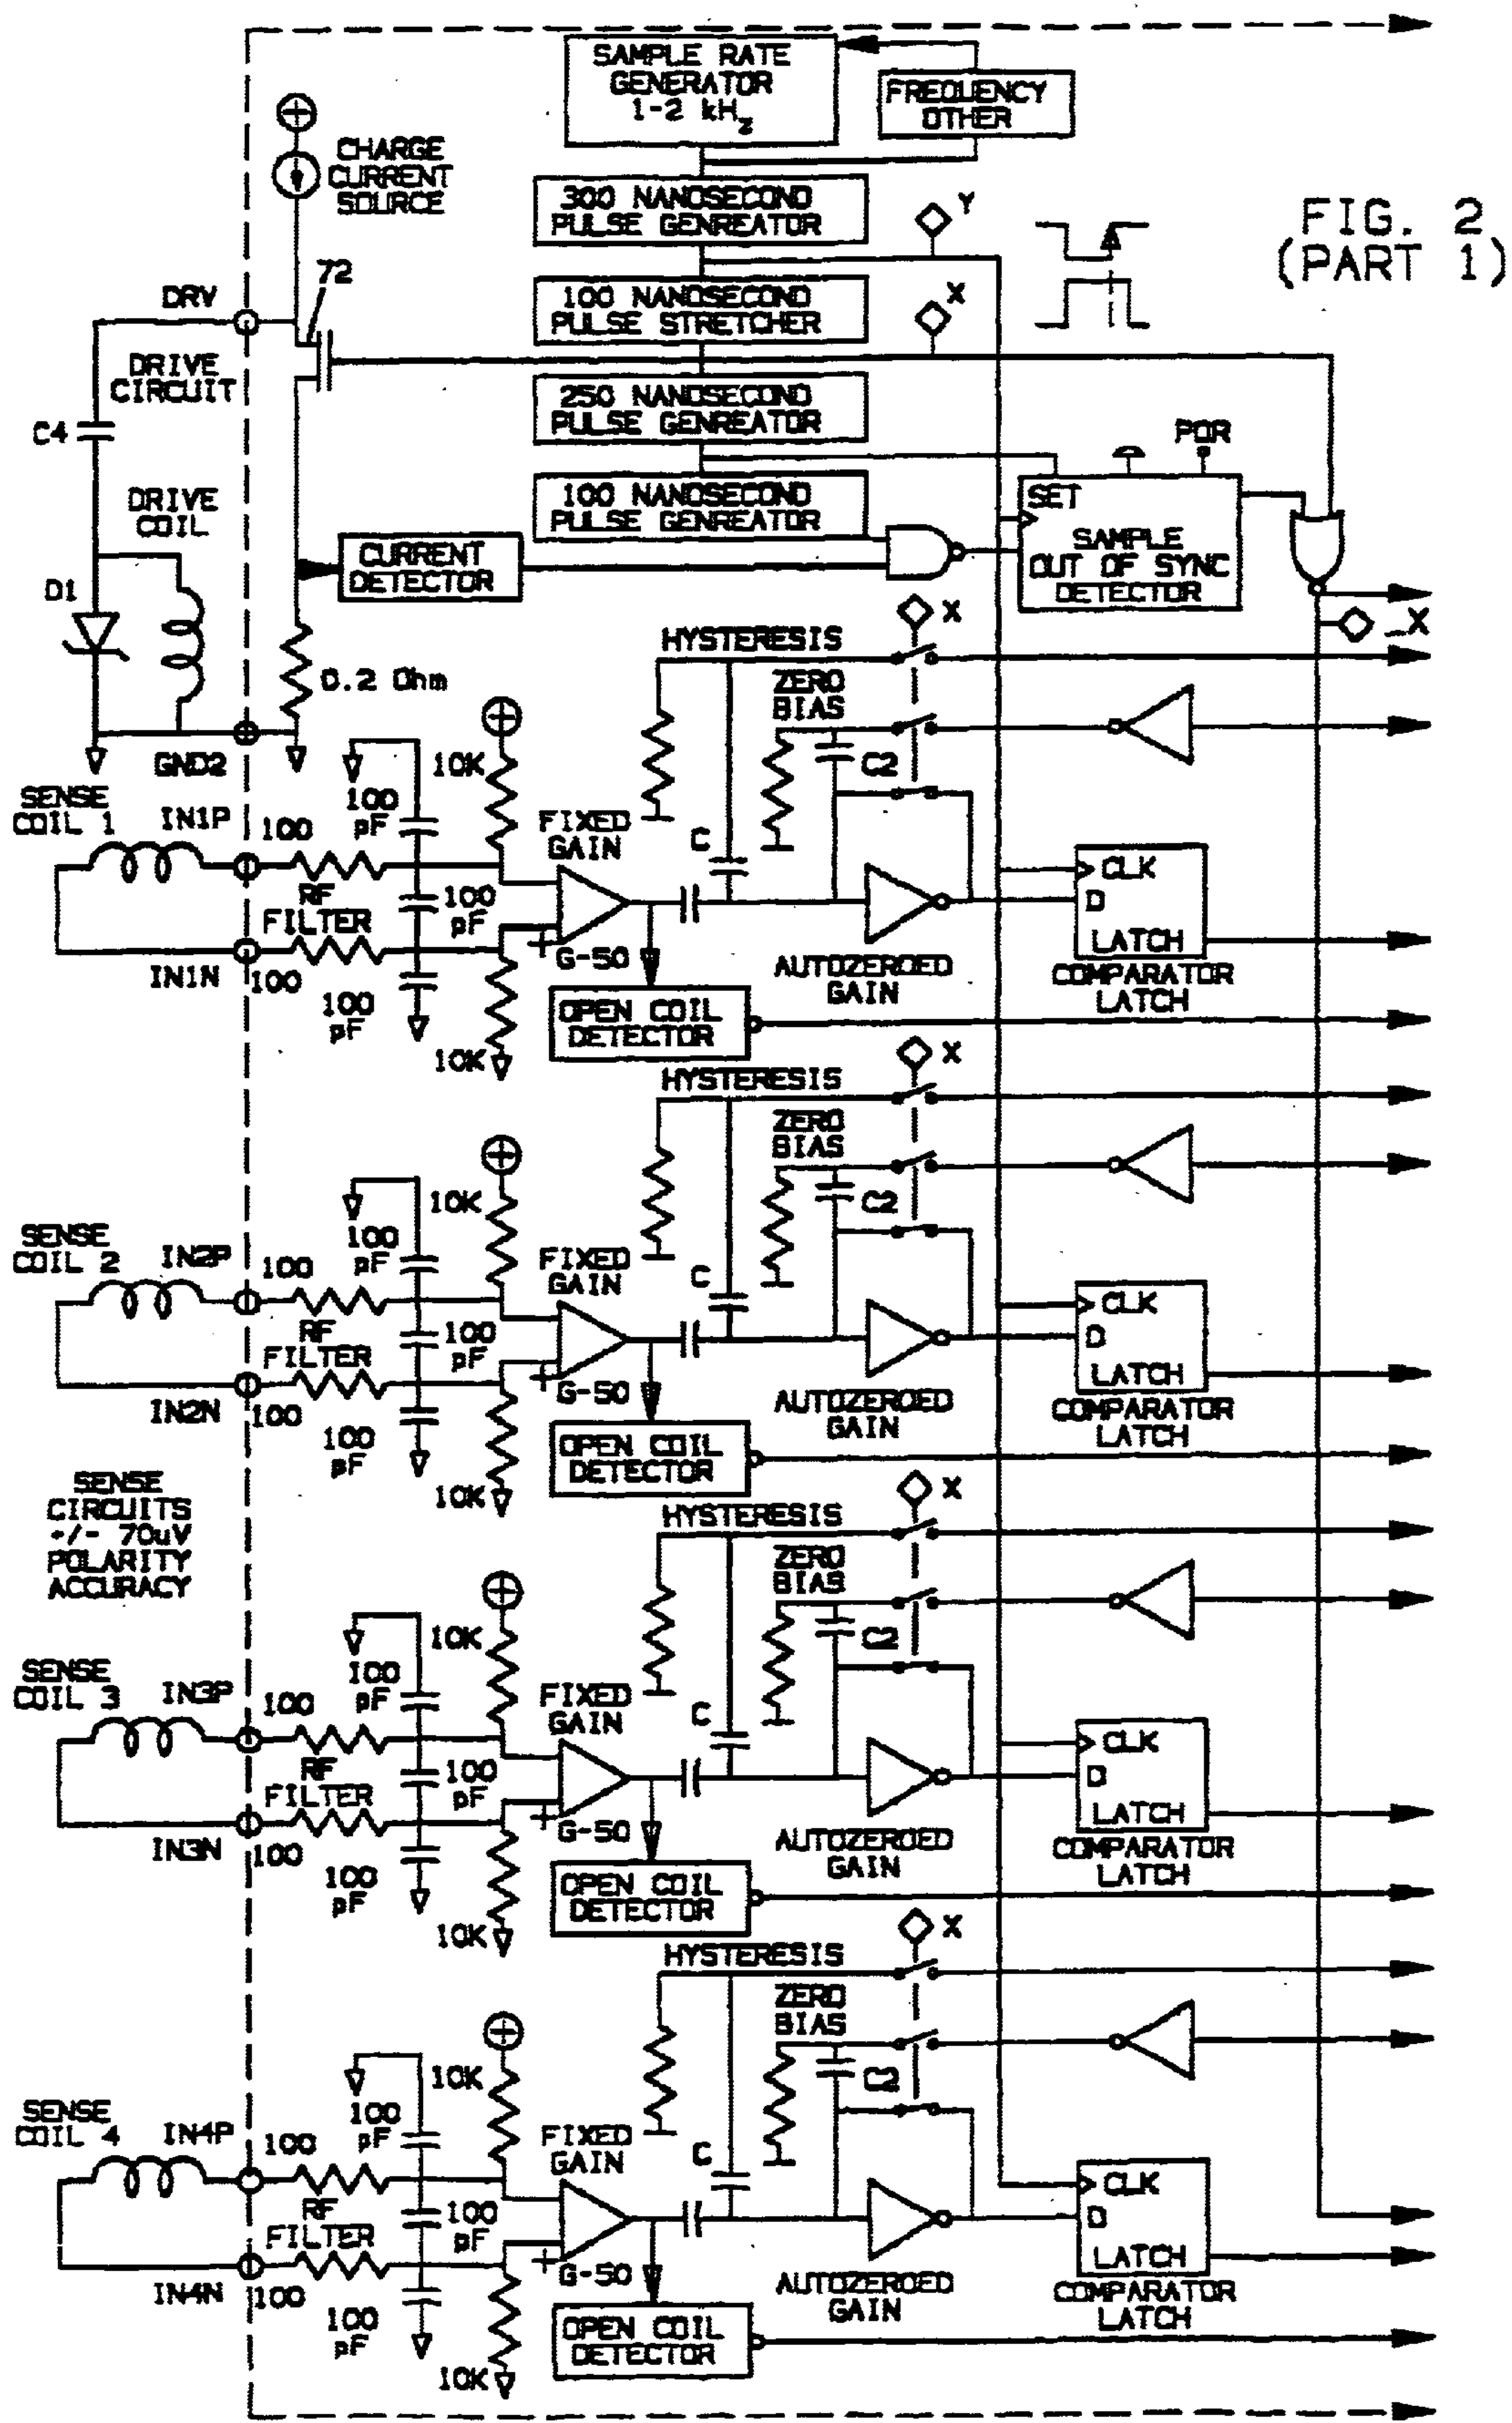 SAMPLE RATE
GENERATOR
1-2 kHz
FREQUENCY
OTHER
CHARGE
CURRENT
SOURCE
300 NANOSECOND
PULSE GENREATOR
Y
FIG. 2
(PART 1)
72
DRV
100 NANOSECOND
PULSE STRETCHER
X
DRIVE
CIRCUIT
250 NANOSECOND
PULSE GENREATOR
C4
POR
DRIVE
COIL
100 NANOSECOND
PULSE GENREATOR
SET
SAMPLE
OUT OF SYNC
DETECTOR
CURRENT
DETECTOR
D1
X
_X
HYSTERESIS
0.2 Ohm
ZERO
BIAS
GND2
10K
C2
SENSE
COIL 1
IN1P
100
100
pF
FIXED
GAIN
C
CLK
RF
FILTER
100
pF
D
IN1N
100
100
pF
+
G-50
AUTOZEROED
GAIN
LATCH
COMPARATOR
LATCH
OPEN COIL
DETECTOR
10K
X
HYSTERESIS
ZERO
BIAS
10K
C2
SENSE
COIL 2
IN2P
100
100
pF
FIXED
GAIN
C
CLK
RF
FILTER
100
pF
D
IN2N
100
100
pF
+
G-50
AUTOZEROED
GAIN
LATCH
COMPARATOR
LATCH
OPEN COIL
DETECTOR
10K
SENSE
CIRCUITS
+/- 70uV
POLARITY
ACCURACY
X
HYSTERESIS
ZERO
BIAS
10K
C2
SENSE
COIL 3
IN3P
100
100
pF
FIXED
GAIN
C
CLK
RF
FILTER
100
pF
D
IN3N
100
100
pF
+
G-50
AUTOZEROED
GAIN
LATCH
COMPARATOR
LATCH
OPEN COIL
DETECTOR
10K
X
HYSTERESIS
ZERO
BIAS
10K
C2
SENSE
COIL 4
IN4P
100
100
pF
FIXED
GAIN
C
CLK
RF
FILTER
100
pF
D
IN4N
100
100
pF
+
G-50
AUTOZEROED
GAIN
LATCH
COMPARATOR
LATCH
OPEN COIL
DETECTOR
10K